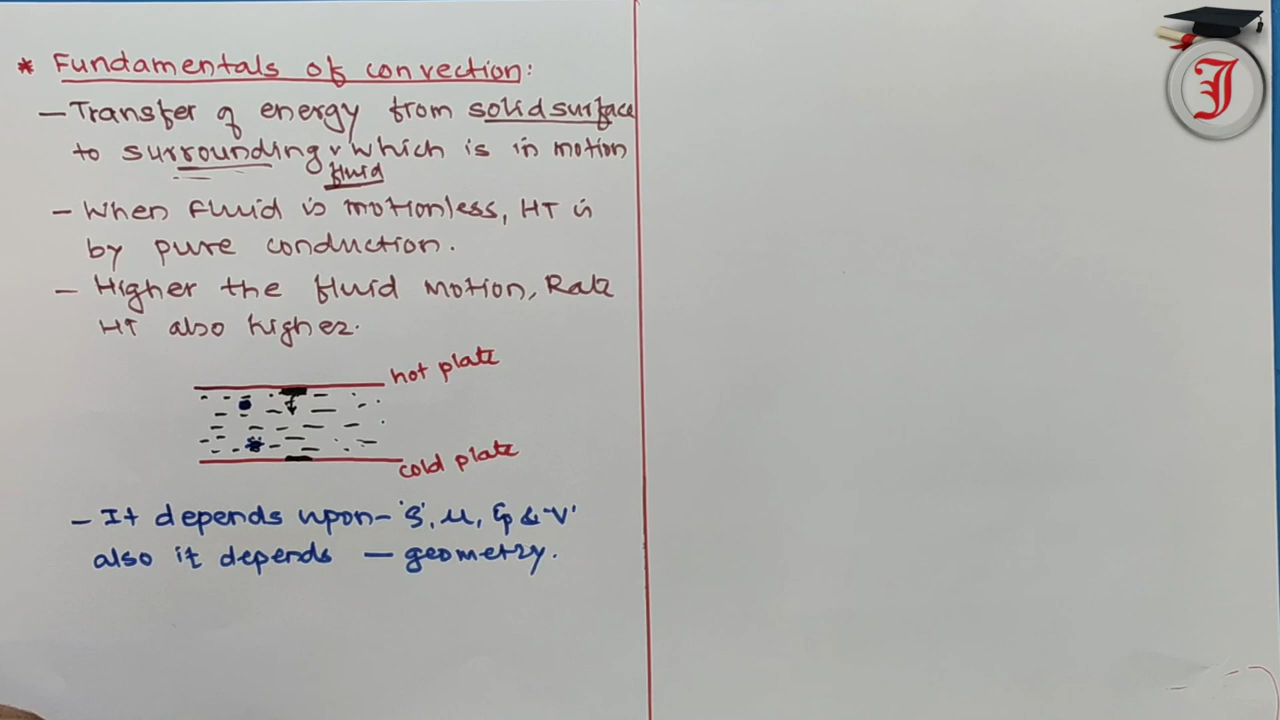 * Fundamentals of convection:
- Transfer of energy from solid surface
to surrounding fluid which is in motion
- When fluid is motionless, HT is
by pure conduction.
- Higher the fluid motion, Rate
HT also higher.
hot plate
cold plate
- It depends upon - 'ρ', μ, Cp & 'V'
also it depends - geometry.
J